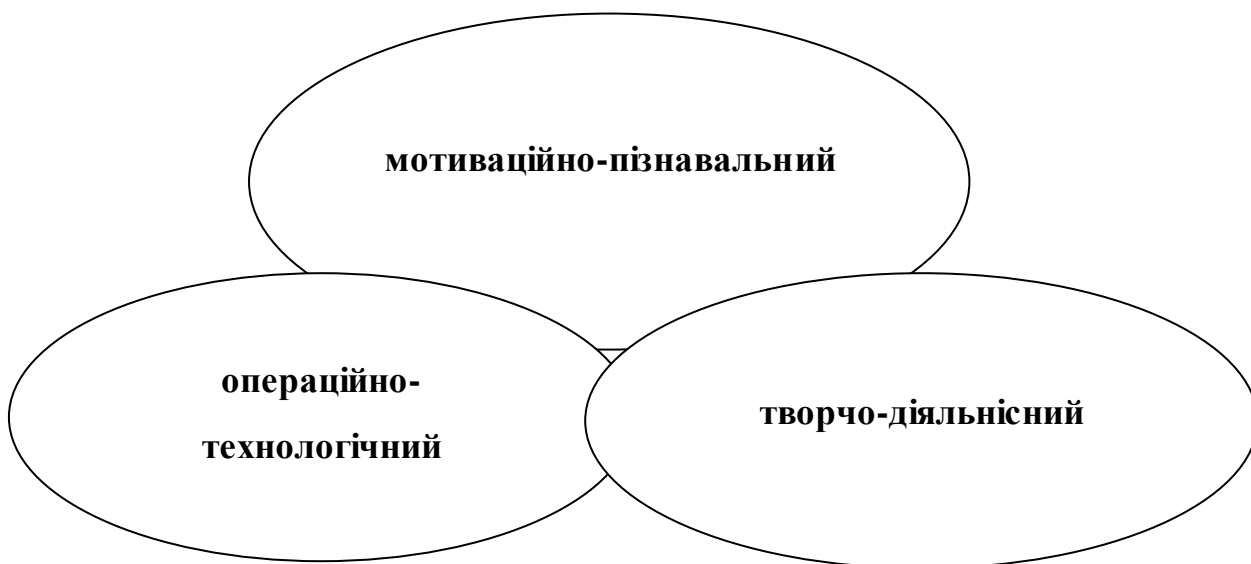 мотиваційно-пізнавальний
операційно-
технологічний
творчо-діяльнісний